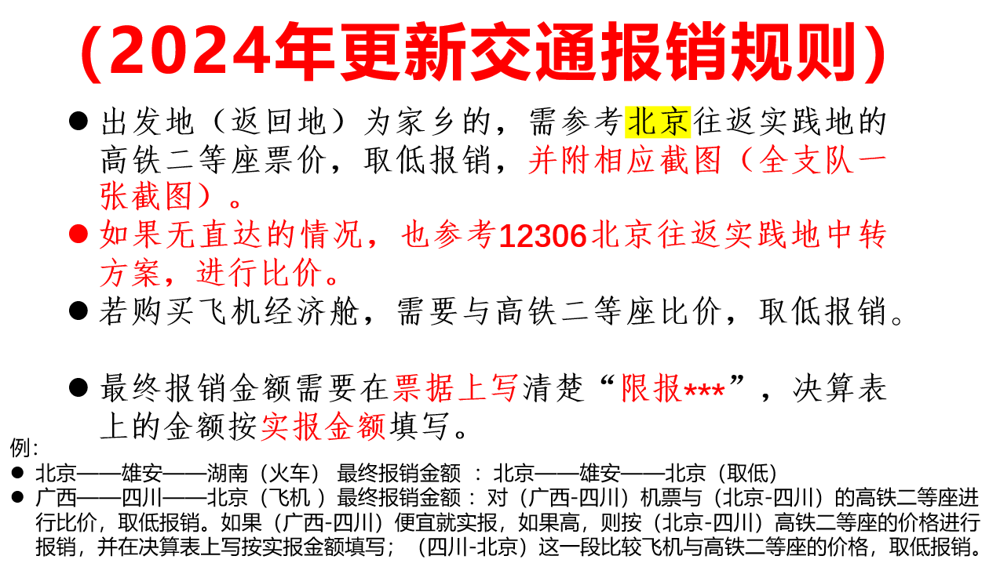 （2024年更新交通报销规则）
● 出发地（返回地）为家乡的，需参考北京往返实践地的
高铁二等座票价，取低报销，并附相应截图（全支队一
张截图）。
● 如果无直达的情况，也参考12306北京往返实践地中转
方案，进行比价。
● 若购买飞机经济舱，需要与高铁二等座比价，取低报销。
● 最终报销金额需要在票据上写清楚“限报***”，决算表
上的金额按实报金额填写。
例：
● 北京——雄安——湖南（火车） 最终报销金额 ：北京——雄安——北京（取低）
● 广西——四川——北京（飞机 ）最终报销金额 ：对（广西-四川）机票与（北京-四川）的高铁二等座进
行比价，取低报销。如果（广西-四川）便宜就实报，如果高，则按（北京-四川）高铁二等座的价格进行
报销，并在决算表上写按实报金额填写；（四川-北京）这一段比较飞机与高铁二等座的价格，取低报销。